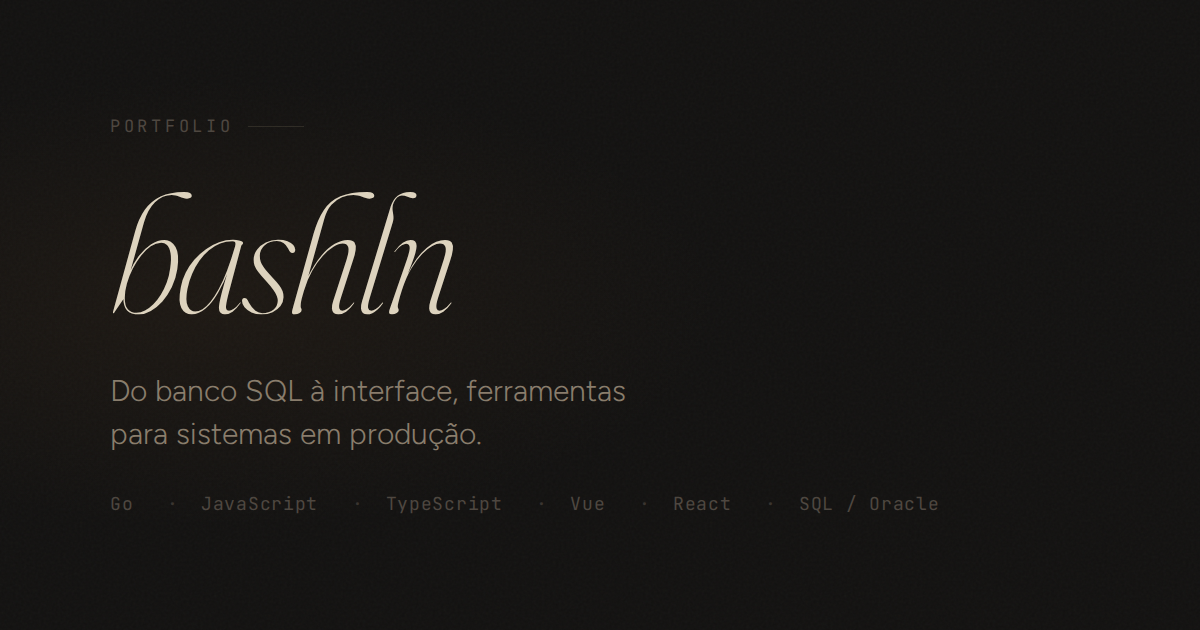 PORTFOLIO
bashln
Do banco SQL à interface, ferramentas
para sistemas em produção.
Go · JavaScript · TypeScript · Vue · React · SQL / Oracle